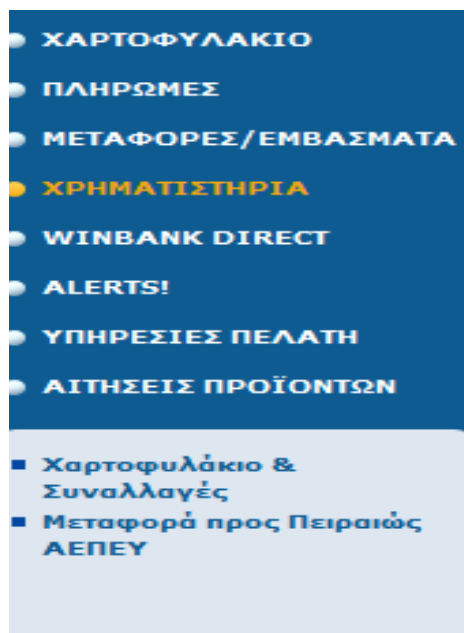 ΧΑΡΤΟΦΥΛΑΚΙΟ
ΠΛΗΡΩΜΕΣ
ΜΕΤΑΦΟΡΕΣ/ΕΜΒΑΣΜΑΤΑ
ΧΡΗΜΑΤΙΣΤΗΡΙΑ
WINBANK DIRECT
ALERTS!
ΥΠΗΡΕΣΙΕΣ ΠΕΛΑΤΗ
ΑΙΤΗΣΕΙΣ ΠΡΟΪΟΝΤΩΝ
Χαρτοφυλάκιο &
Συναλλαγές
Μεταφορά προς Πειραιώς
ΑΕΠΕΥ